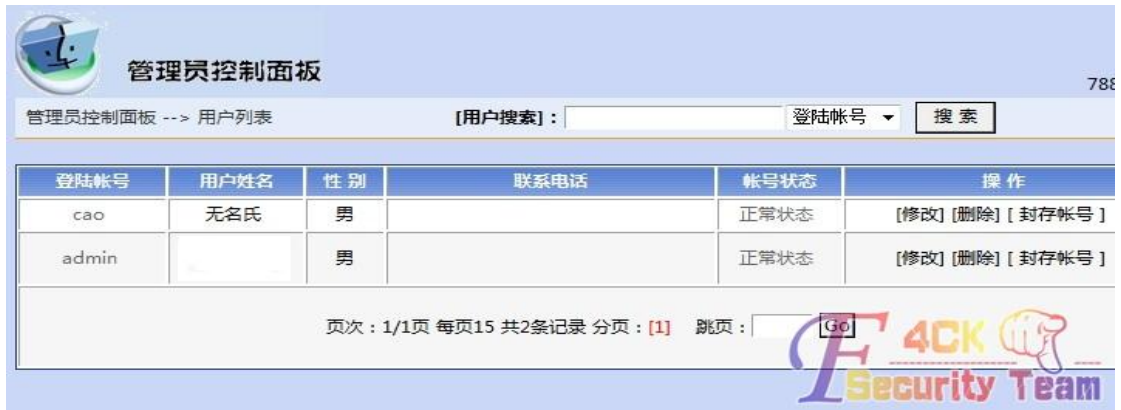 管理员控制面板
788
管理员控制面板 --> 用户列表 [用户搜索]： 登陆帐号 搜 索
登陆帐号 用户姓名 性 别 联系电话 帐号状态 操 作
cao 无名氏 男 正常状态 [修改] [删除] [ 封存帐号 ]
admin 男 正常状态 [修改] [删除] [ 封存帐号 ]
页次：1/1页 每页15 共2条记录 分页：[1] 跳页： Go
F4CK
Security Team